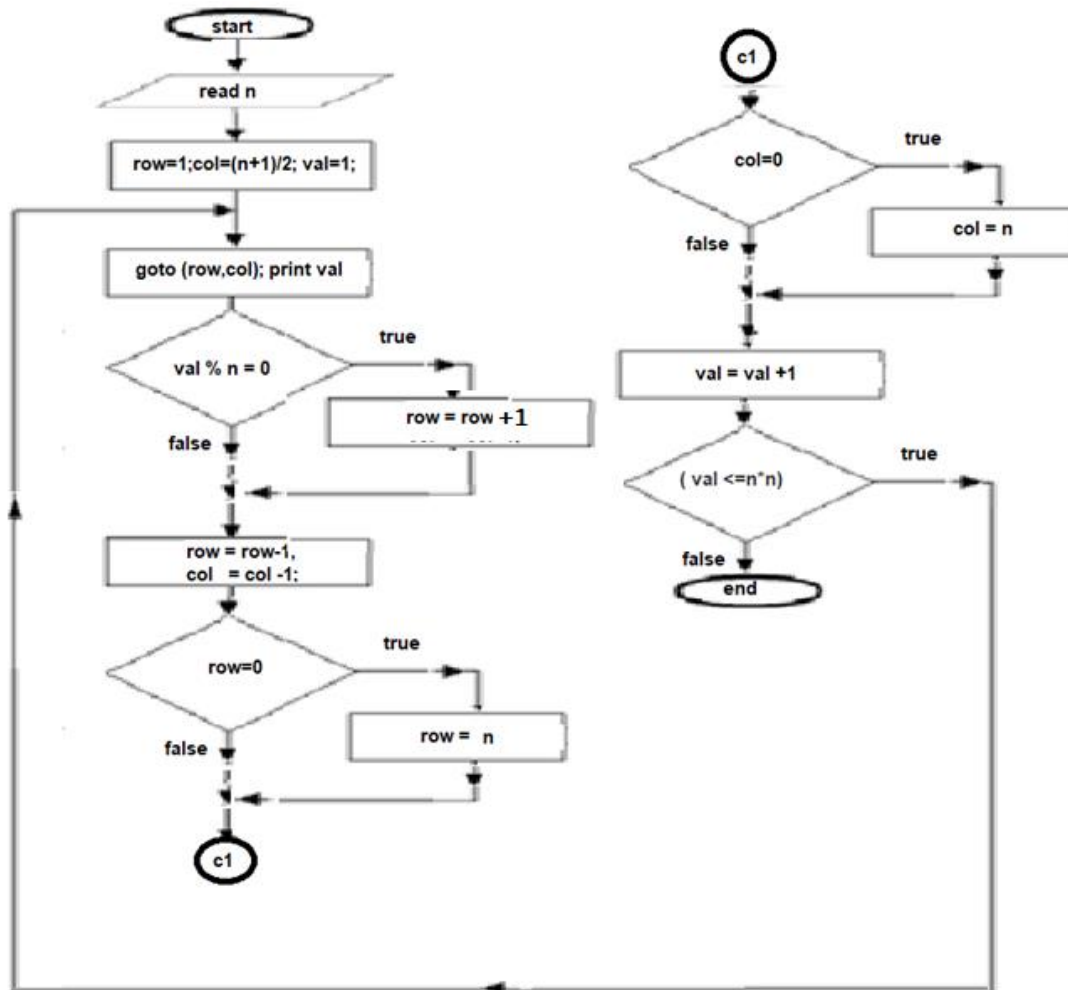 start
read n
row=1;col=(n+1)/2; val=1;
goto (row,col); print val
val % n = 0
true
row = row +1
false
row = row-1,
col = col -1;
row=0
true
row = n
false
c1
c1
col=0
true
col = n
false
val = val +1
( val <=n*n)
true
false
end